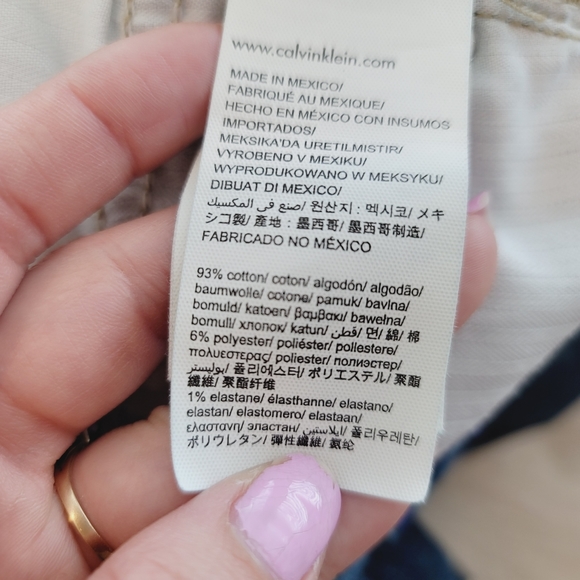 www.calvinklein.com
MADE IN MEXICO/
FABRIQUÉ AU MEXIQUE/
HECHO EN MÉXICO CON INSUMOS
IMPORTADOS/
MEKSIKA'DA URETILMISTIR/
VYROBENO V MEXIKU/
WYPRODUKOWANO W MEKSYKU/
DIBUAT DI MEXICO/
صنع في المكسيك/ 원산지 : 멕시코/ メキ
シコ製/ 產地 : 墨西哥/ 墨西哥制造/
FABRICADO NO MÉXICO
93% cotton/ coton/ algodón/ algodão/
baumwolle/ cotone/ pamuk/ bavlna/
bomuld/ katoen/ βαμβακι/ bawełna/
bomull/ хлопок/ katun/ قطن/ 면/ 綿/ 棉
6% polyester/ poliéster/ poliestere/
πολυεστερας/ poliester/ полиэстер/
بوليستر/ 폴리에스터/ ポリエステル/ 聚酯
纖維/ 聚酯纤维
1% elastane/ élasthanne/ elastano/
elastan/ elastomero/ elastaan/
ελαστανη/ эластан/ ايلاستين/ 폴리우레탄/
ポリウレタン/ 彈性纖維/ 氨纶